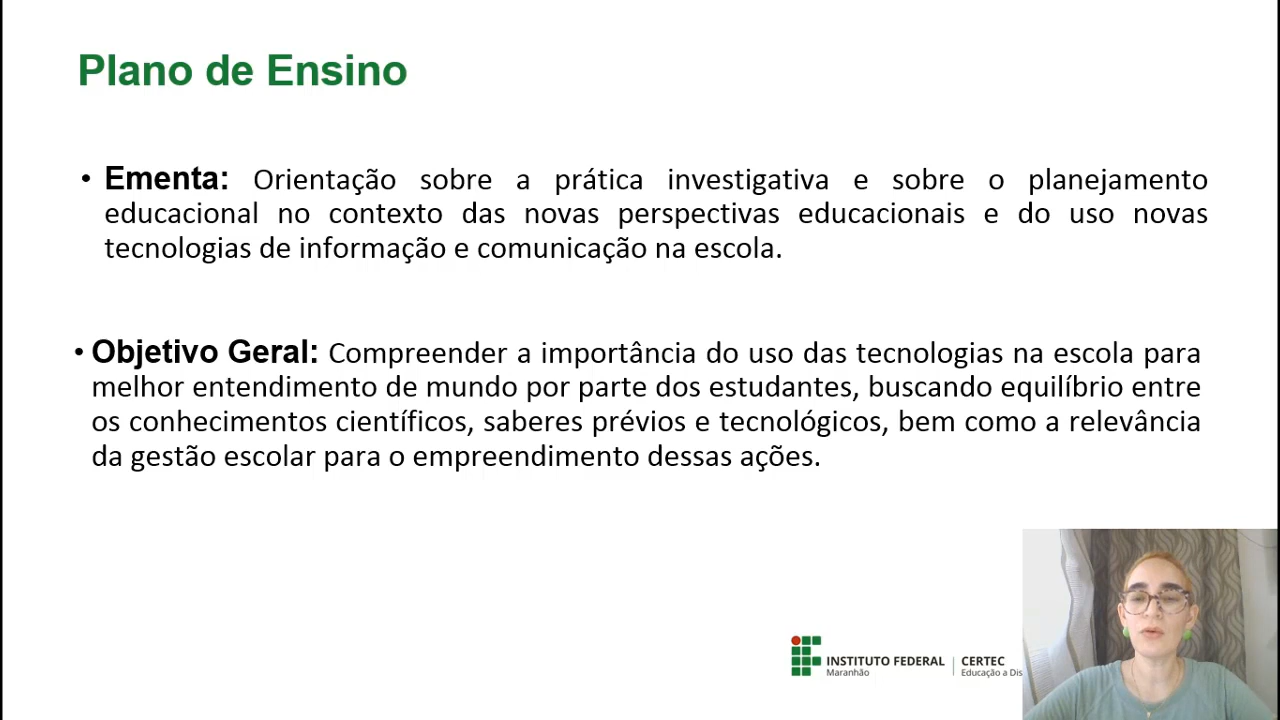 Plano de Ensino
• Ementa: Orientação sobre a prática investigativa e sobre o planejamento
educacional no contexto das novas perspectivas educacionais e do uso novas
tecnologias de informação e comunicação na escola.
• Objetivo Geral: Compreender a importância do uso das tecnologias na escola para
melhor entendimento de mundo por parte dos estudantes, buscando equilíbrio entre
os conhecimentos científicos, saberes prévios e tecnológicos, bem como a relevância
da gestão escolar para o empreendimento dessas ações.
INSTITUTO FEDERAL | CERTEC
Maranhão Educação a Dis